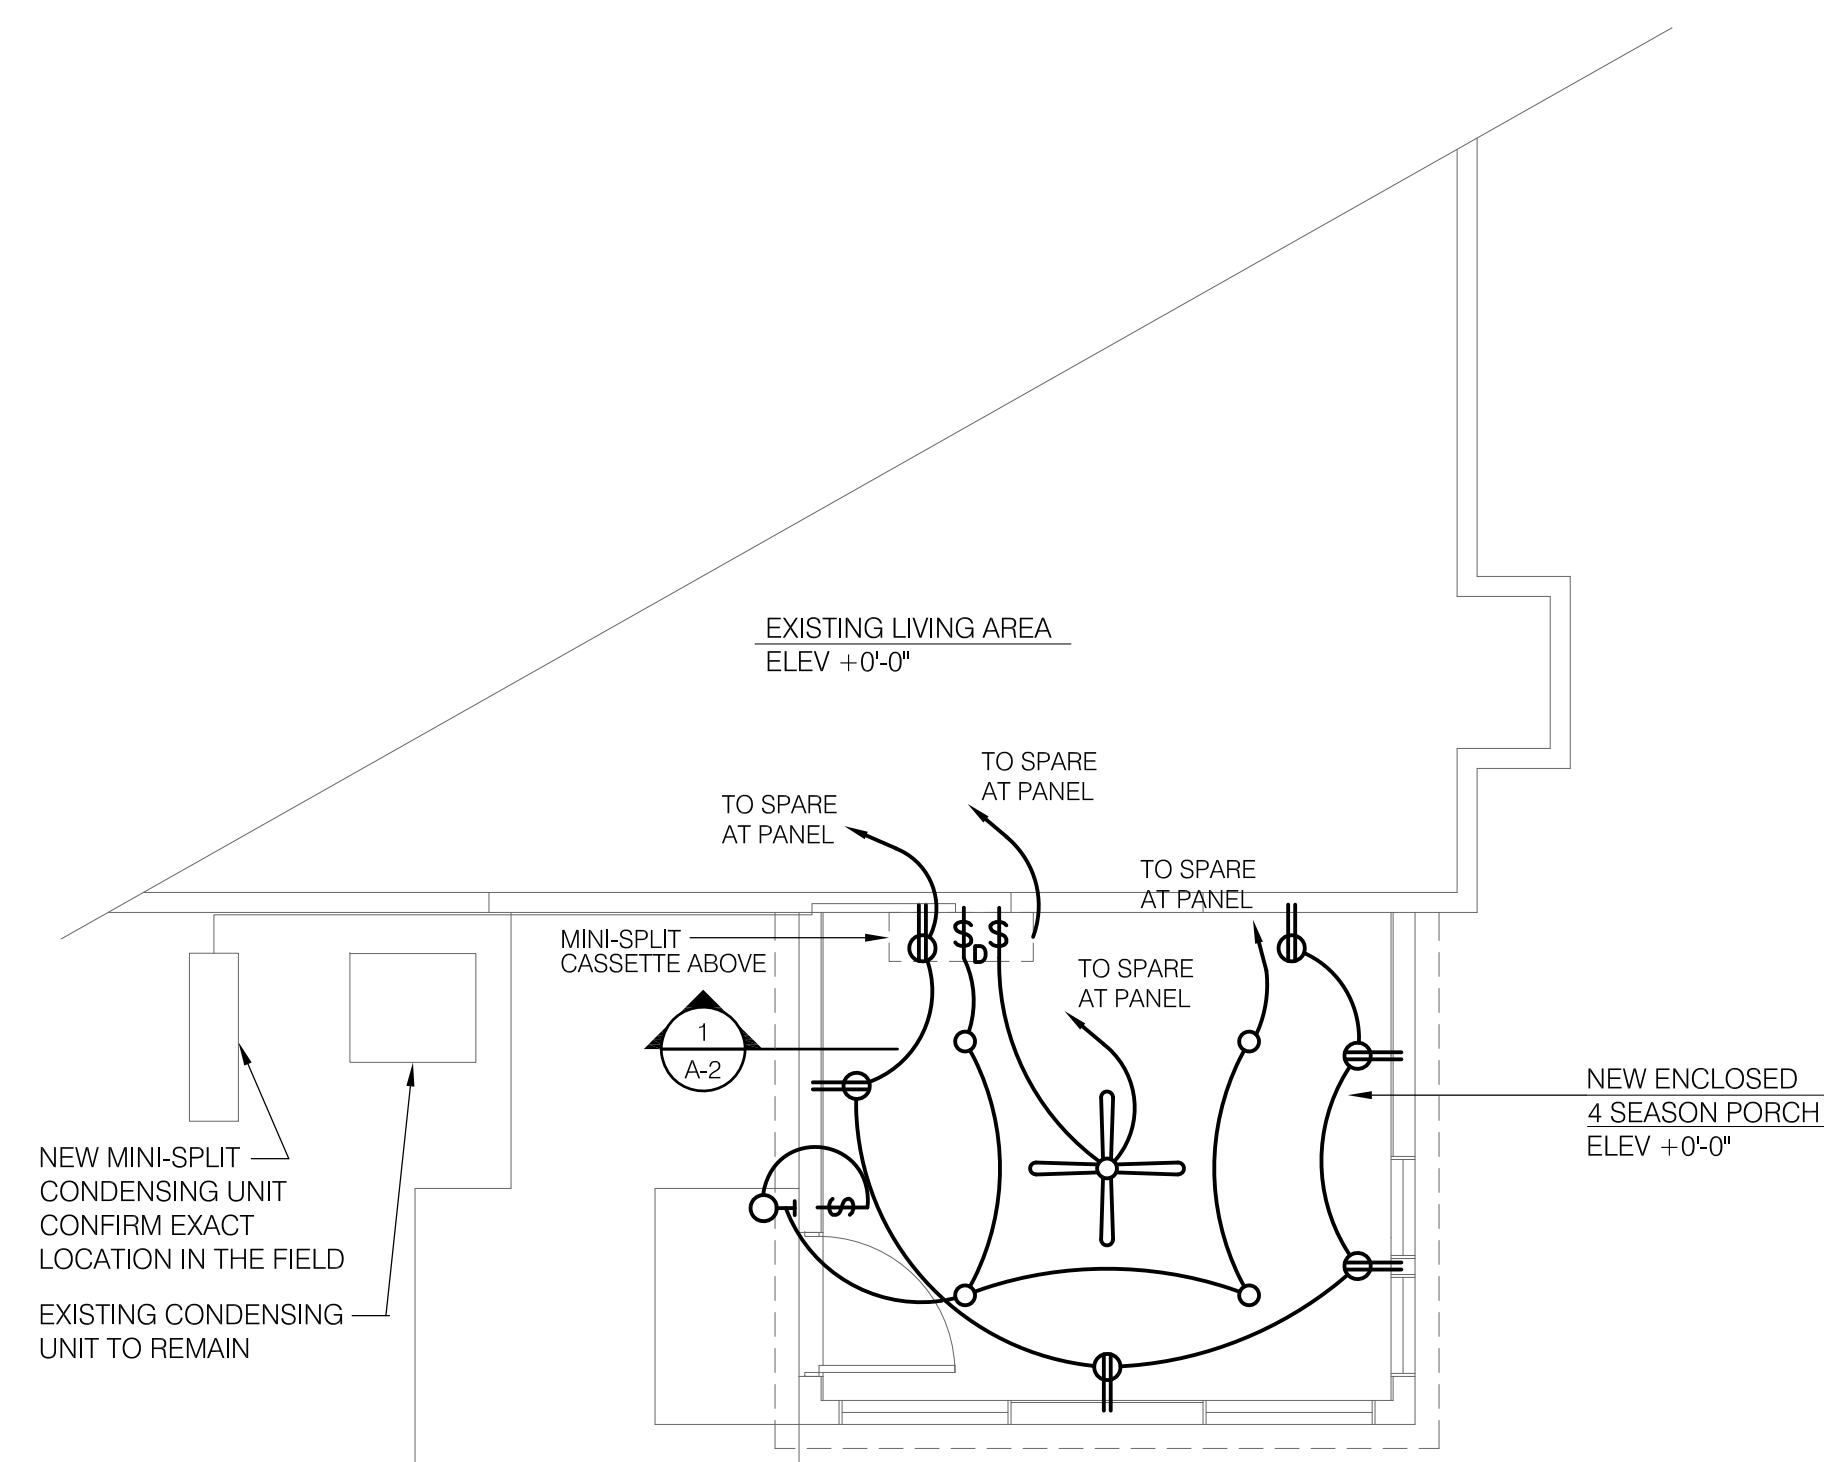 EXISTING LIVING AREA
ELEV +0'-0"
TO SPARE
AT PANEL
TO SPARE
AT PANEL
TO SPARE
AT PANEL
MINI-SPLIT
CASSETTE ABOVE
$
D
$
TO SPARE
AT PANEL
1
A-2
NEW ENCLOSED
4 SEASON PORCH
ELEV +0'-0"
$
NEW MINI-SPLIT
CONDENSING UNIT
CONFIRM EXACT
LOCATION IN THE FIELD
EXISTING CONDENSING
UNIT TO REMAIN